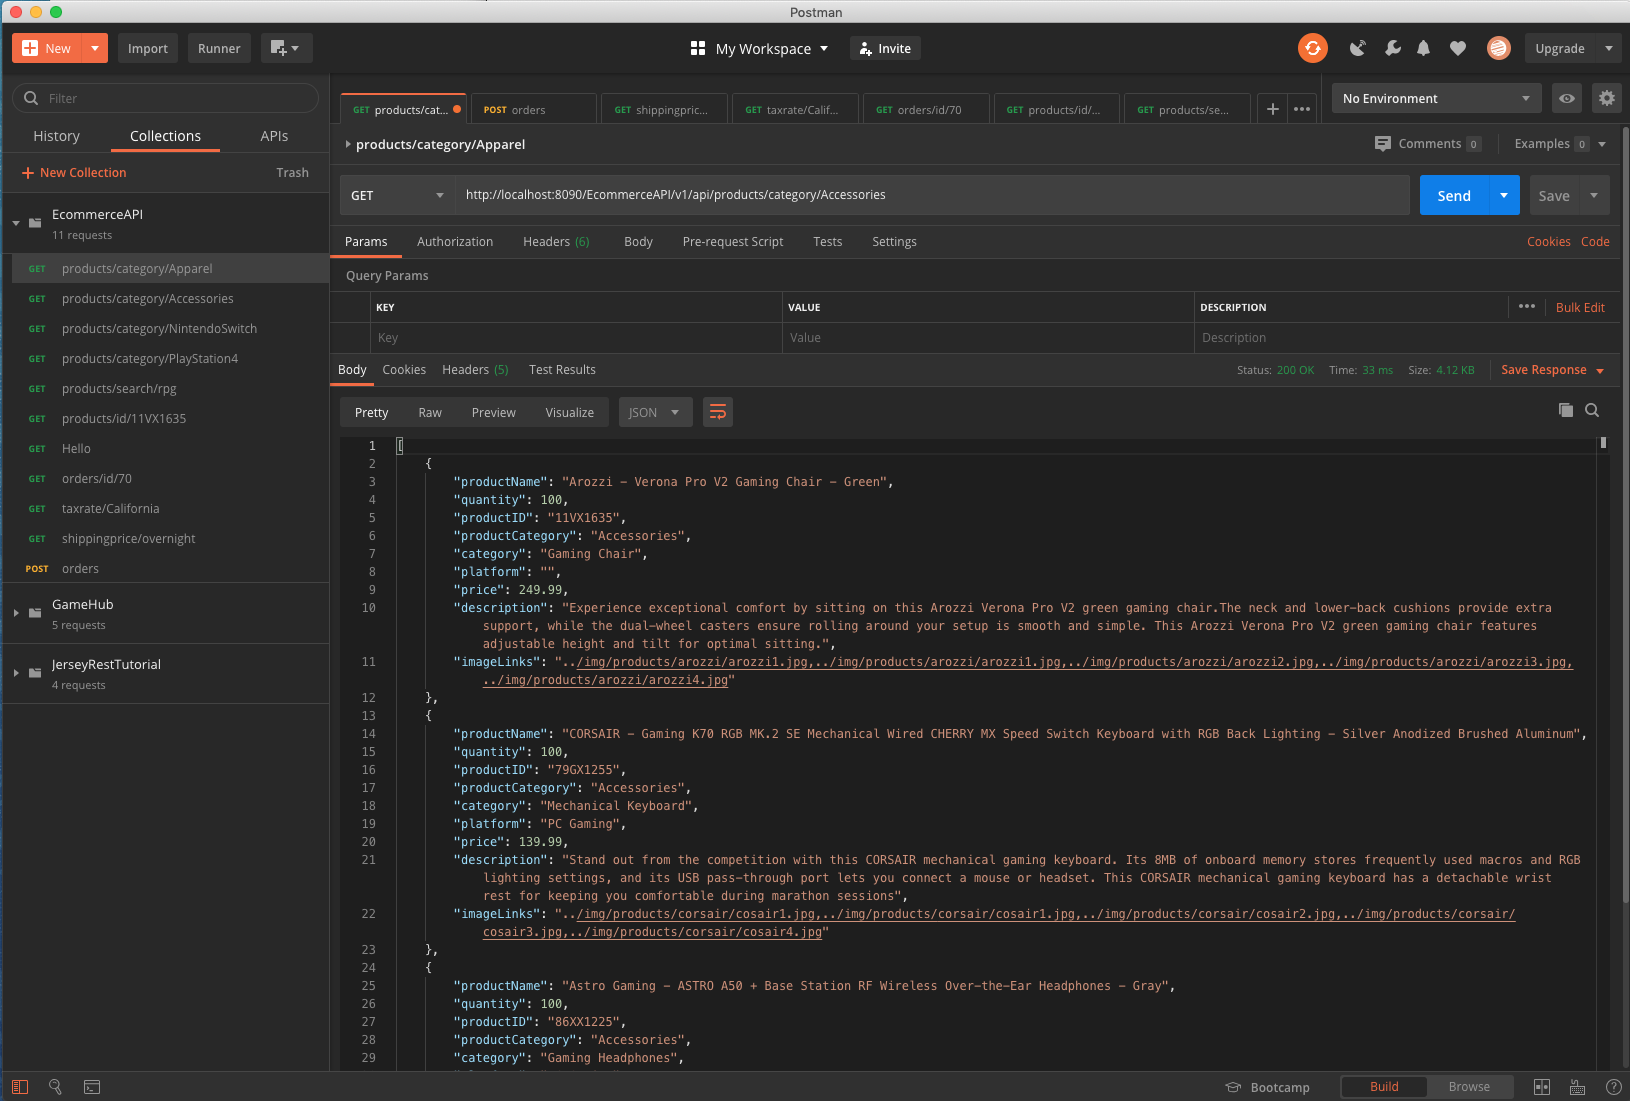 Postman
New
Import
Runner
My Workspace
Invite
Upgrade
Filter
History
Collections
APIs
New Collection
Trash
EcommerceAPI
11 requests
GET products/category/Apparel
GET products/category/Accessories
GET products/category/NintendoSwitch
GET products/category/PlayStation4
GET products/search/rpg
GET products/id/11VX1635
GET Hello
GET orders/id/70
GET taxrate/California
GET shippingprice/overnight
POST orders
GameHub
5 requests
JerseyRestTutorial
4 requests
GET products/cat...
POST orders
GET shippingpric...
GET taxrate/Calif...
GET orders/id/70
GET products/id/...
GET products/se...
No Environment
products/category/Apparel
Comments 0
Examples 0
GET http://localhost:8090/EcommerceAPI/v1/api/products/category/Accessories
Send
Save
Params
Authorization
Headers (6)
Body
Pre-request Script
Tests
Settings
Cookies
Code
Query Params
KEY VALUE DESCRIPTION
Bulk Edit
Key Value Description
Body
Cookies
Headers (5)
Test Results
Status: 200 OK Time: 33 ms Size: 4.12 KB
Save Response
Pretty Raw Preview Visualize JSON
1 [
2 {
3 "productName": "Arozzi – Verona Pro V2 Gaming Chair – Green",
4 "quantity": 100,
5 "productID": "11VX1635",
6 "productCategory": "Accessories",
7 "category": "Gaming Chair",
8 "platform": "",
9 "price": 249.99,
10 "description": "Experience exceptional comfort by sitting on this Arozzi Verona Pro V2 green gaming chair.The neck and lower-back cushions provide extra
support, while the dual-wheel casters ensure rolling around your setup is smooth and simple. This Arozzi Verona Pro V2 green gaming chair features
adjustable height and tilt for optimal sitting.",
11 "imageLinks": "../img/products/arozzi/arozzi1.jpg,../img/products/arozzi/arozzi1.jpg,../img/products/arozzi/arozzi2.jpg,../img/products/arozzi/arozzi3.jpg,
../img/products/arozzi/arozzi4.jpg"
12 },
13 {
14 "productName": "CORSAIR – Gaming K70 RGB MK.2 SE Mechanical Wired CHERRY MX Speed Switch Keyboard with RGB Back Lighting – Silver Anodized Brushed Aluminum",
15 "quantity": 100,
16 "productID": "79GX1255",
17 "productCategory": "Accessories",
18 "category": "Mechanical Keyboard",
19 "platform": "PC Gaming",
20 "price": 139.99,
21 "description": "Stand out from the competition with this CORSAIR mechanical gaming keyboard. Its 8MB of onboard memory stores frequently used macros and RGB
lighting settings, and its USB pass-through port lets you connect a mouse or headset. This CORSAIR mechanical gaming keyboard has a detachable wrist
rest for keeping you comfortable during marathon sessions",
22 "imageLinks": "../img/products/corsair/cosair1.jpg,../img/products/corsair/cosair1.jpg,../img/products/corsair/cosair2.jpg,../img/products/corsair/
cosair3.jpg,../img/products/corsair/cosair4.jpg"
23 },
24 {
25 "productName": "Astro Gaming – ASTRO A50 + Base Station RF Wireless Over-the-Ear Headphones – Gray",
26 "quantity": 100,
27 "productID": "86XX1225",
28 "productCategory": "Accessories",
29 "category": "Gaming Headphones",
Bootcamp
Build
Browse